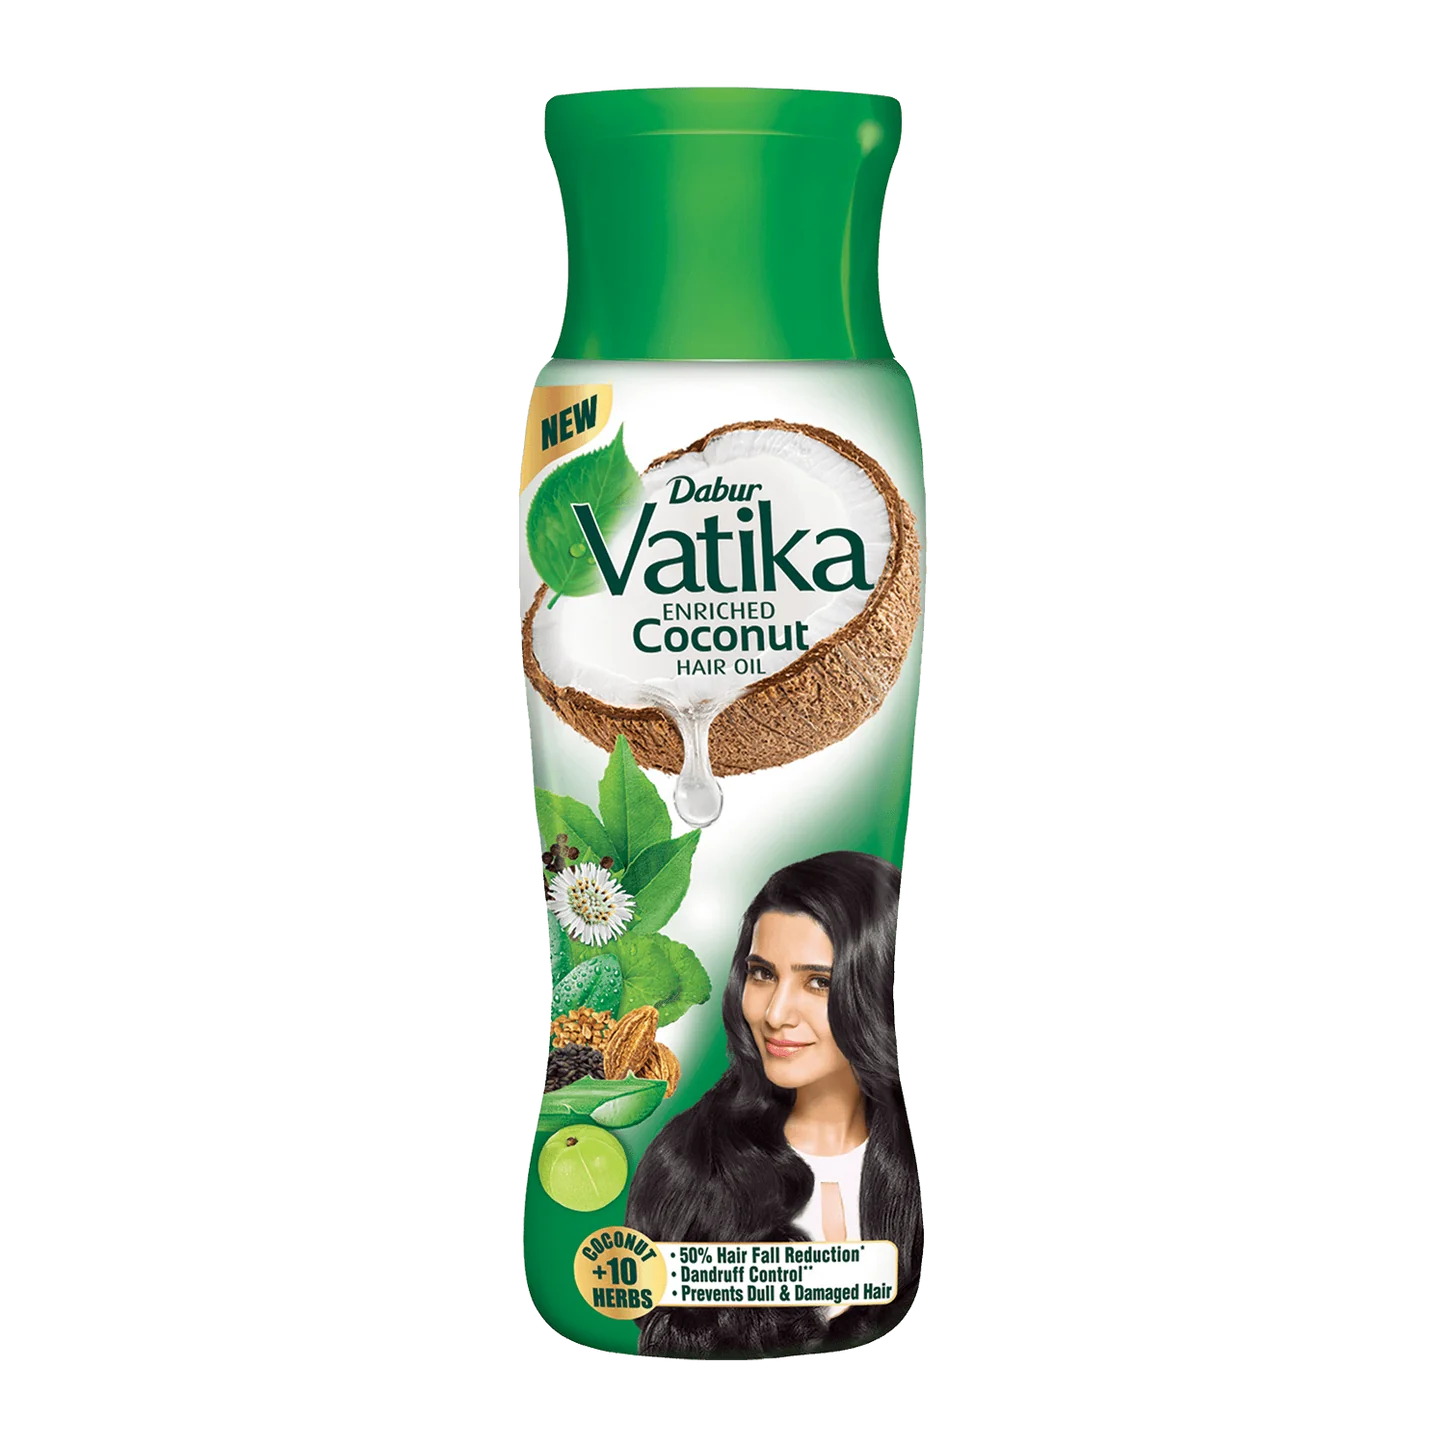 NEW
Dabur
Vatika
ENRICHED
Coconut
HAIR OIL
COCONUT
+10
HERBS
• 50% Hair Fall Reduction*
• Dandruff Control**
• Prevents Dull & Damaged Hair